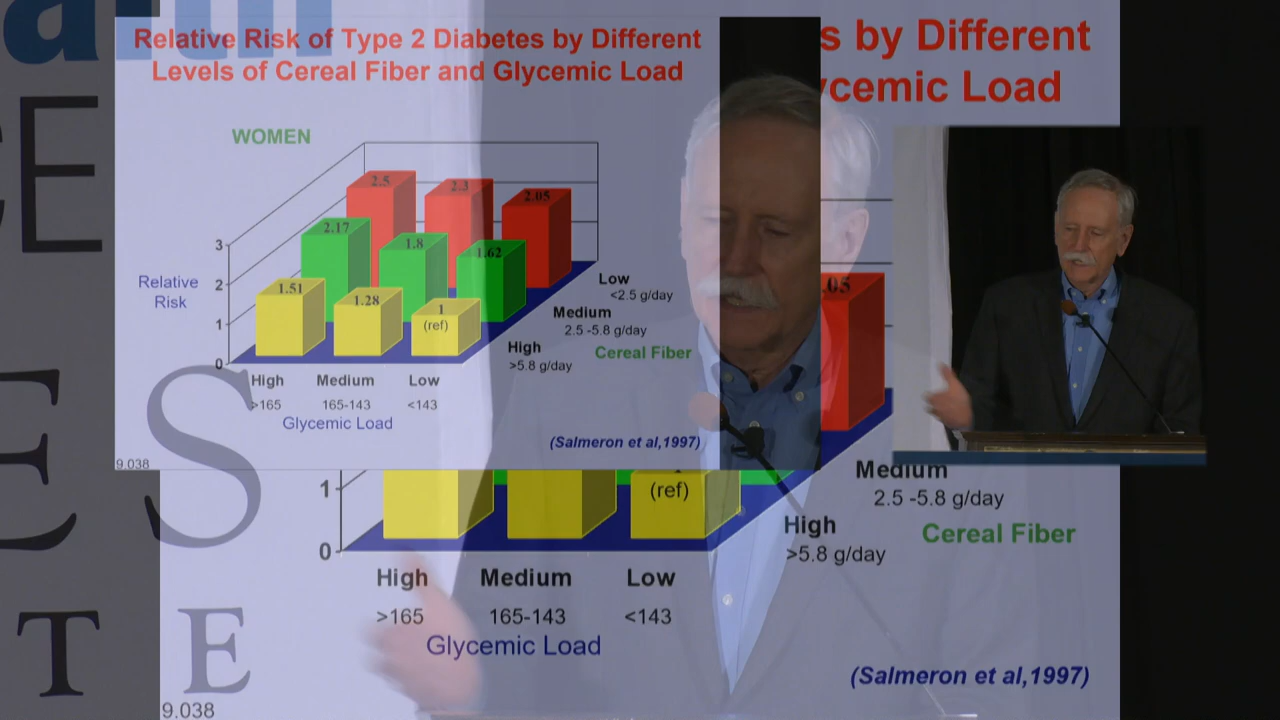 alth
CE
ES
TE
Relative Risk of Type 2 Diabetes by Different
Levels of Cereal Fiber and Glycemic Load
WOMEN
2.5
2.3
2.05
2.17
1.8
1.62
1.51
1.28
1
(ref)
3
2
1
0
Relative
Risk
Low
<2.5 g/day
Medium
2.5 -5.8 g/day
High
>5.8 g/day
Cereal Fiber
High
Medium
Low
>165
165-143
<143
Glycemic Load
(Salmeron et al,1997)
9.038
s by Different
ycemic Load
.05
1
0
(ref)
Medium
2.5 -5.8 g/day
High
>5.8 g/day
Cereal Fiber
High
Medium
Low
>165
165-143
<143
Glycemic Load
(Salmeron et al,1997)
9.038